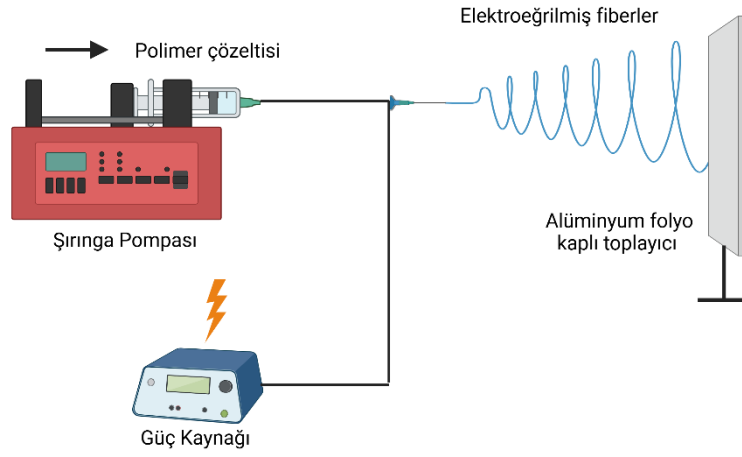 Elektroeğrilmiş fiberler
Polimer çözeltisi
Şırınga Pompası
Alüminyum folyo
kaplı toplayıcı
Güç Kaynağı